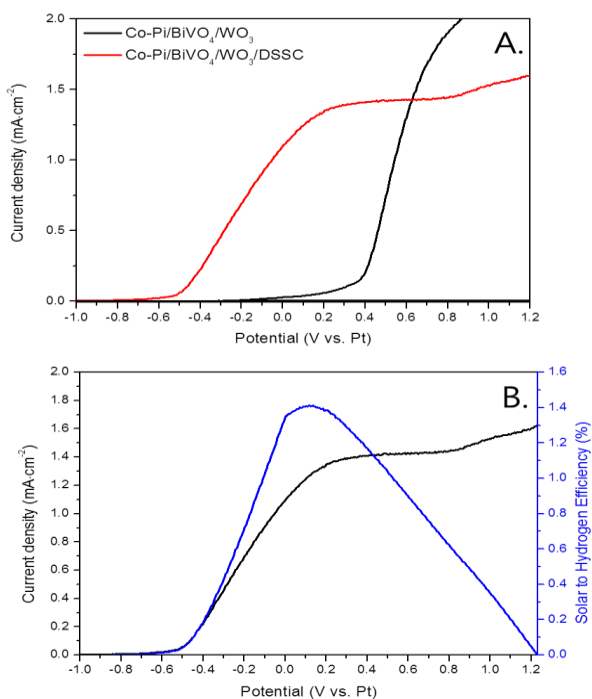 Co-Pi/BiVO₄/WO₃
Co-Pi/BiVO₄/WO₃/DSSC
A.
Current density (mA·cm⁻²)
2.0
1.5
1.0
0.5
0.0
-1.0 -0.8 -0.6 -0.4 -0.2 0.0 0.2 0.4 0.6 0.8 1.0 1.2
Potential (V vs. Pt)
B.
Current density (mA·cm⁻²)
2.0
1.8
1.6
1.4
1.2
1.0
0.8
0.6
0.4
0.2
0.0
1.6
1.4
1.2
1.0
0.8
0.6
0.4
0.2
0.0
Solar to Hydrogen Efficiency (%)
-1.0 -0.8 -0.6 -0.4 -0.2 0.0 0.2 0.4 0.6 0.8 1.0 1.2
Potential (V vs. Pt)